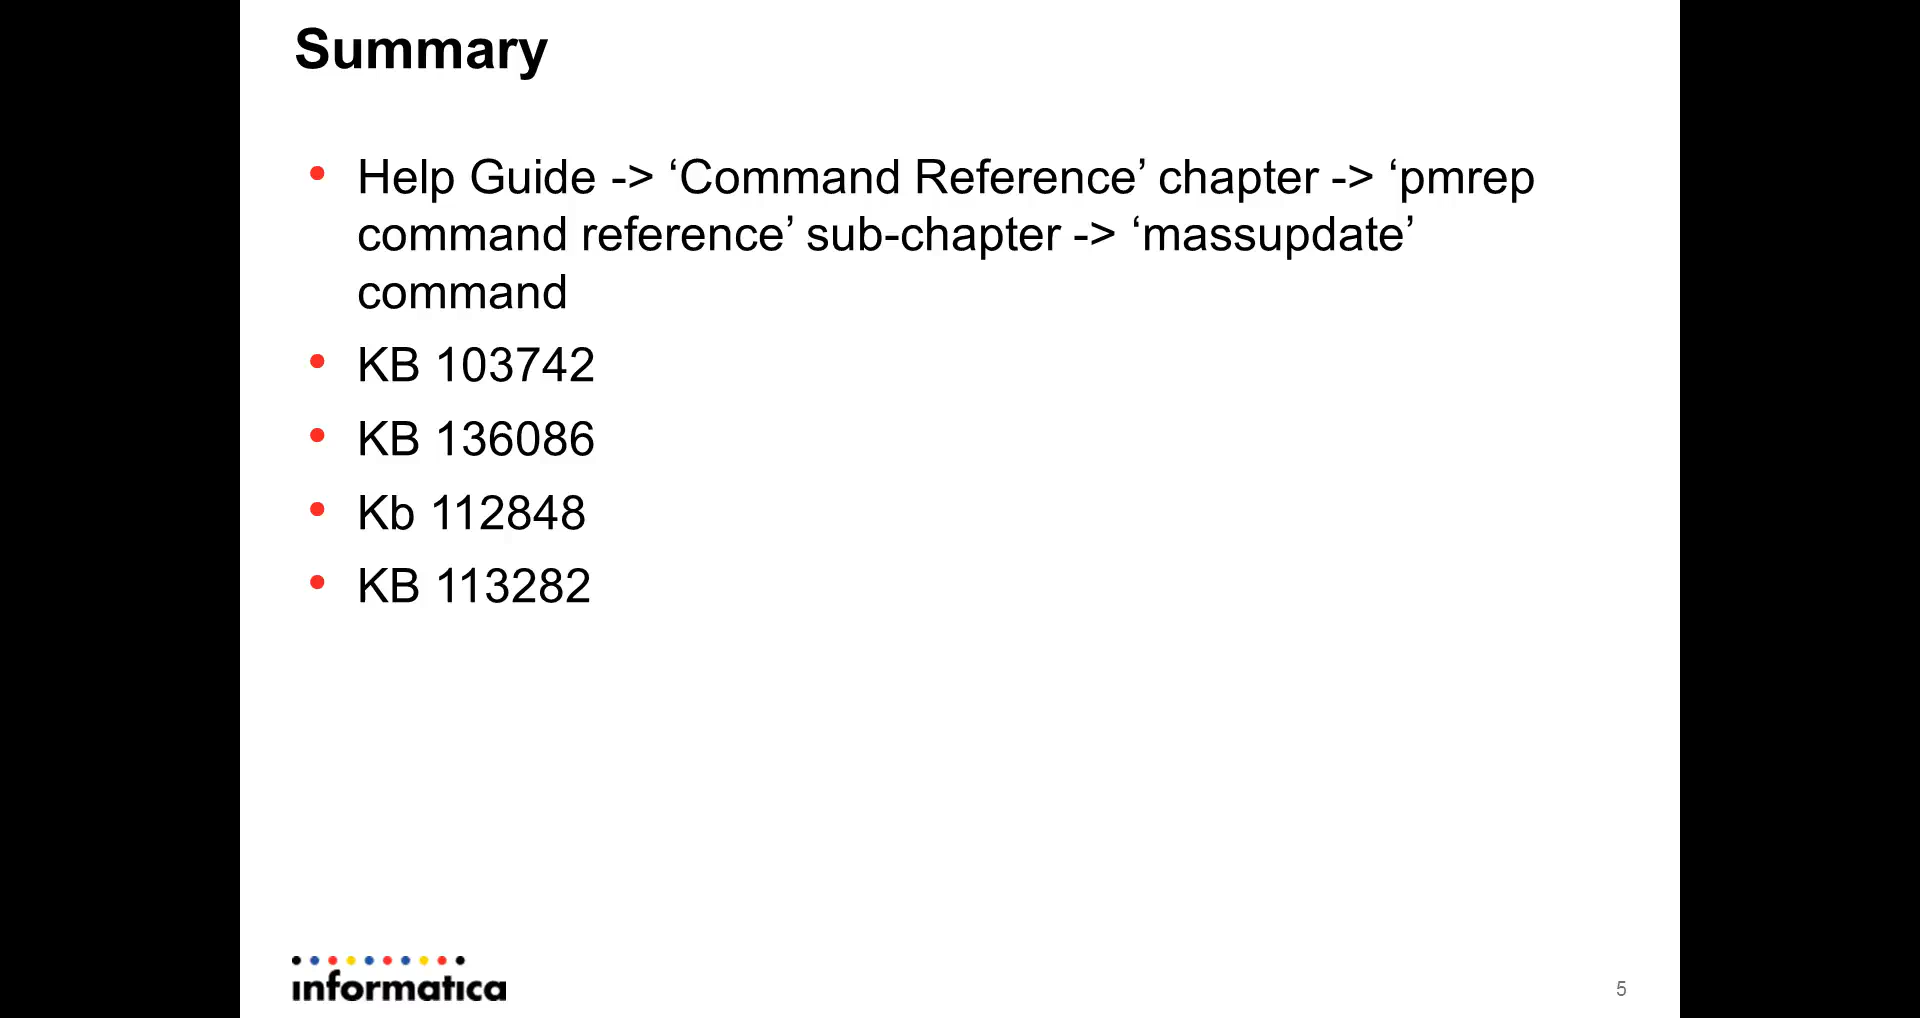 Summary
• Help Guide -> ‘Command Reference’ chapter -> ‘pmrep
command reference’ sub-chapter -> ‘massupdate’
command
• KB 103742
• KB 136086
• Kb 112848
• KB 113282
informatica
5